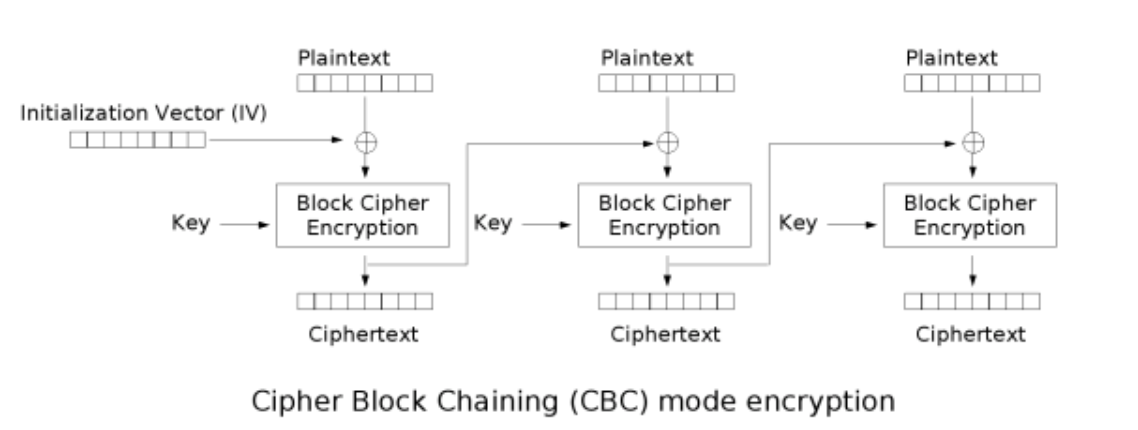 Plaintext
Plaintext
Plaintext
Initialization Vector (IV)
Key
Block Cipher
Encryption
Key
Block Cipher
Encryption
Key
Block Cipher
Encryption
Ciphertext
Ciphertext
Ciphertext
Cipher Block Chaining (CBC) mode encryption